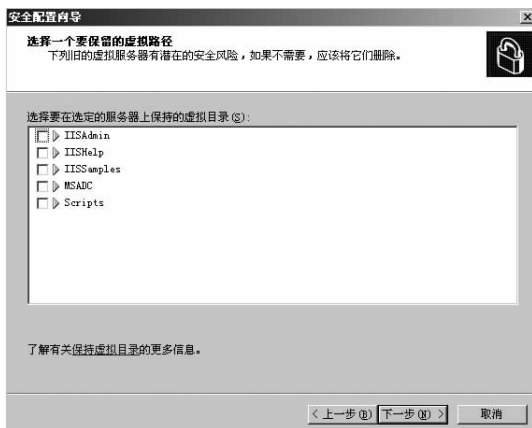 安全配置向导
选择一个要保留的虚拟路径
下列旧的虚拟服务器有潜在的安全风险，如果不需要，应该将它们删除。
选择要在选定的服务器上保持的虚拟目录(S):
IISAdmin
IISHelp
IISSamples
MSADC
Scripts
了解有关保持虚拟目录的更多信息。
< 上一步(B) 下一步(N) > 取消